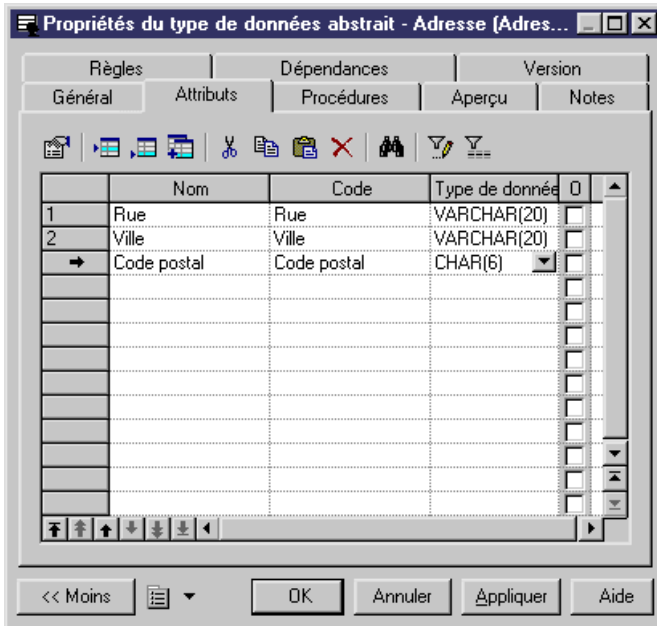 Propriétés du type de données abstrait - Adresse (Adres...
Règles Dépendances Version
Général Attributs Procédures Aperçu Notes
Nom Code Type de donnée O
1 Rue Rue VARCHAR(20)
2 Ville Ville VARCHAR(20)
Code postal Code postal CHAR(6)
<< Moins OK Annuler Appliquer Aide